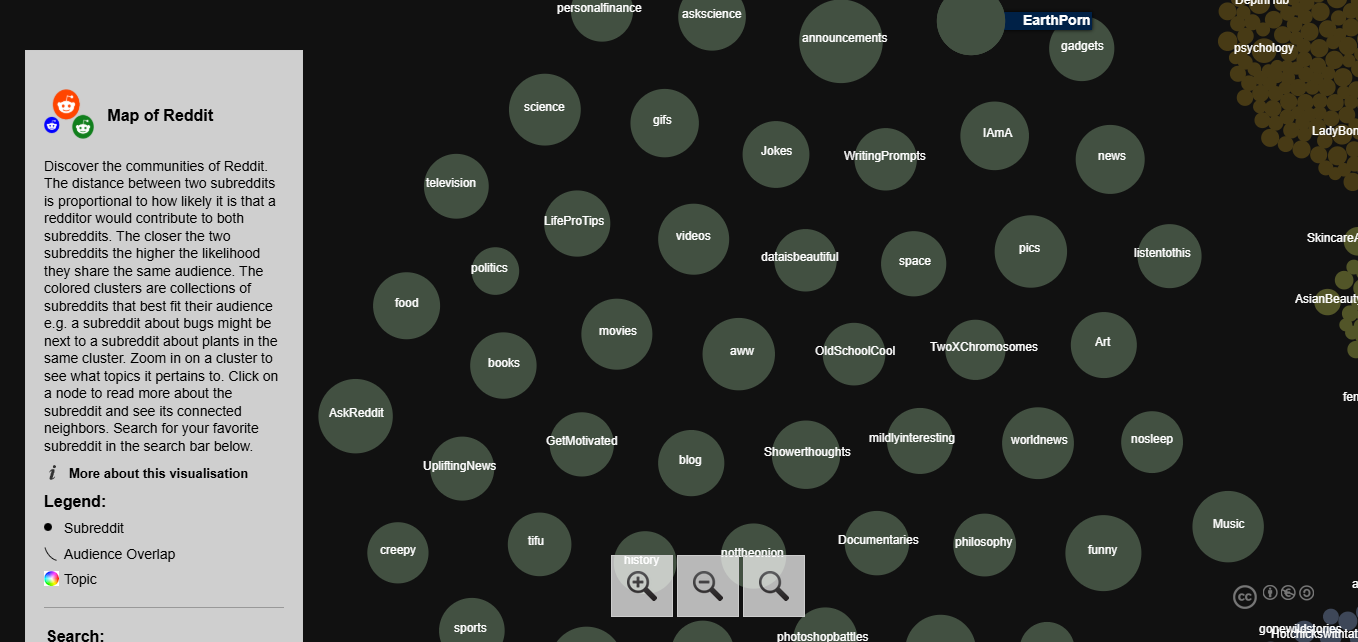 Map of Reddit
Discover the communities of Reddit.
The distance between two subreddits
is proportional to how likely it is that a
redditor would contribute to both
subreddits. The closer the two
subreddits the higher the likelihood
they share the same audience. The
colored clusters are collections of
subreddits that best fit their audience
e.g. a subreddit about bugs might be
next to a subreddit about plants in the
same cluster. Zoom in on a cluster to
see what topics it pertains to. Click on
a node to read more about the
subreddit and see its connected
neighbors. Search for your favorite
subreddit in the search bar below.
i More about this visualisation
Legend:
Subreddit
Audience Overlap
Topic
Search:
personalfinance
askscience
announcements
EarthPorn
gadgets
DepthHub
psychology
science
gifs
Jokes
WritingPrompts
IAmA
news
LadyBon
television
LifeProTips
videos
dataisbeautiful
space
pics
listentothis
SkincareA
politics
food
movies
AsianBeauty
books
aww
OldSchoolCool
TwoXChromosomes
Art
AskReddit
GetMotivated
blog
Showerthoughts
mildlyinteresting
worldnews
nosleep
fem
UpliftingNews
creepy
tifu
history
nottheonion
Documentaries
philosophy
funny
Music
cc
sports
photoshopbattles
gonewildstories